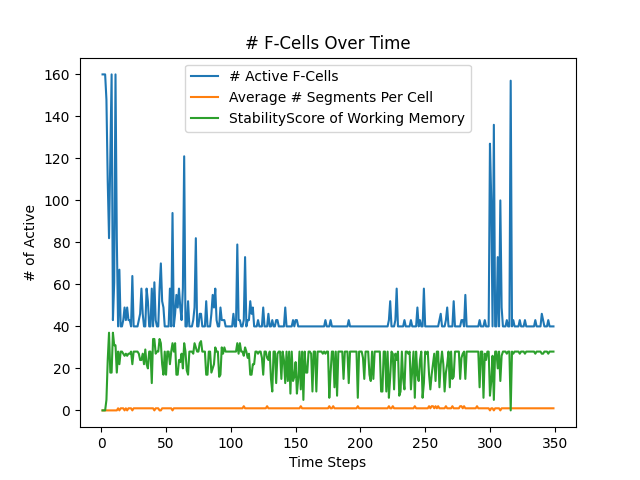 # F-Cells Over Time
# Active F-Cells
Average # Segments Per Cell
StabilityScore of Working Memory
# of Active
160
140
120
100
80
60
40
20
0
0
50
100
150
200
250
300
350
Time Steps